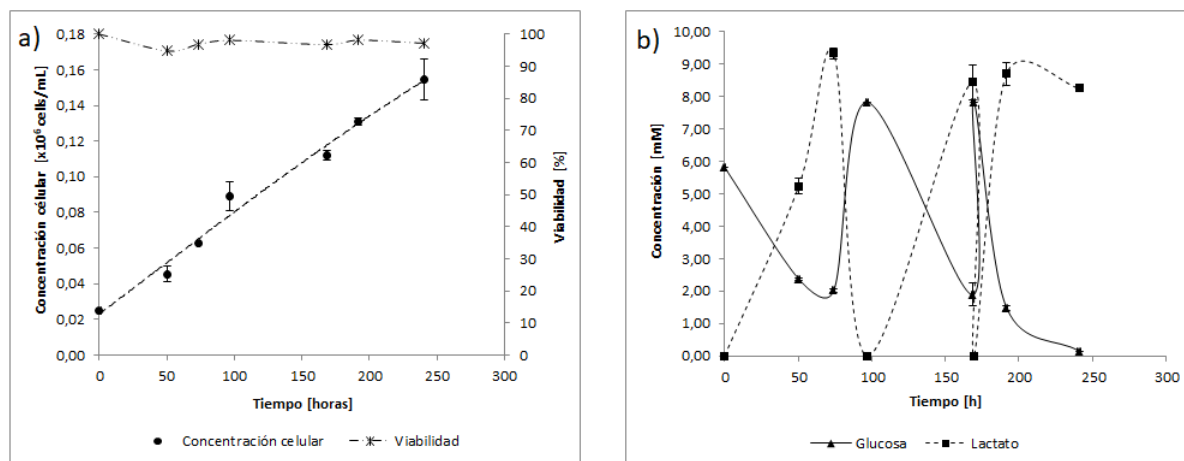 a)
Concentración célular [x10⁶ cells/mL]
0,18
0,16
0,14
0,12
0,10
0,08
0,06
0,04
0,02
0,00
100
90
80
70
60
50
40
30
20
10
0
Viabilidad [%]
0 50 100 150 200 250 300
Tiempo [horas]
Concentración celular Viabilidad
b)
Concentración [mM]
10,00
9,00
8,00
7,00
6,00
5,00
4,00
3,00
2,00
1,00
0,00
0 50 100 150 200 250 300
Tiempo [h]
Glucosa Lactato